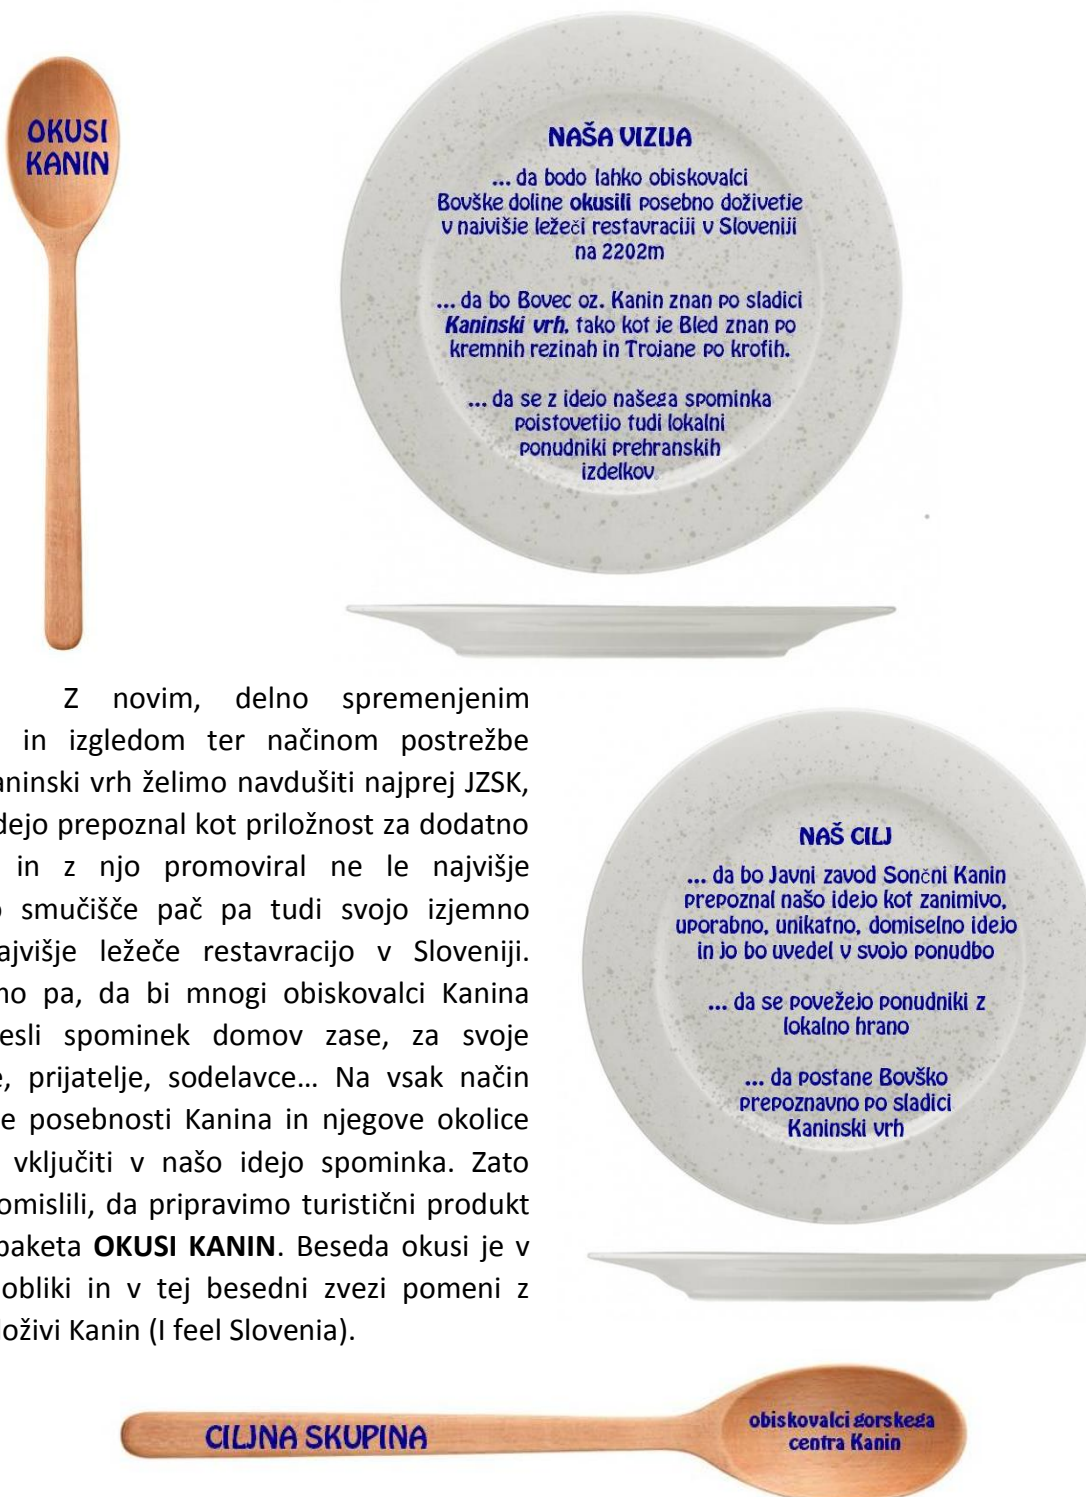 OKUSI
KANIN
NAŠA VIZIJA
... da bodo lahko obiskovalci
Bovške doline okusili posebno doživetje
v najvišje ležeči restavraciji v Sloveniji
na 2202m
... da bo Bovec oz. Kanin znan po sladici
Kaninski vrh, tako kot je Bled znan po
kremnih rezinah in Trojane po krofih.
... da se z idejo našega spominka
poistovetijo tudi lokalni
ponudniki prehranskih
izdelkov.
Z novim, delno spremenjenim
in izgledom ter načinom postrežbe
aninski vrh želimo navdušiti najprej JZSK,
dejo prepoznal kot priložnost za dodatno
in z njo promoviral ne le najvišje
o smučišče pač pa tudi svojo izjemno
ajvišje ležeče restavracijo v Sloveniji.
no pa, da bi mnogi obiskovalci Kanina
esli spominek domov zase, za svoje
e, prijatelje, sodelavce... Na vsak način
e posebnosti Kanina in njegove okolice
vključiti v našo idejo spominka. Zato
omislili, da pripravimo turistični produkt
paketa OKUSI KANIN. Beseda okusi je v
obliki in v tej besedni zvezi pomeni z
doživi Kanin (I feel Slovenia).
NAŠ CILJ
... da bo Javni zavod Sončni Kanin
prepoznal našo idejo kot zanimivo,
uporabno, unikatno, domiselno idejo
in jo bo uvedel v svojo ponudbo
... da se povežejo ponudniki z
lokalno hrano
... da postane Bovško
prepoznavno po sladici
Kaninski vrh
CILJNA SKUPINA
obiskovalci gorskega
centra Kanin